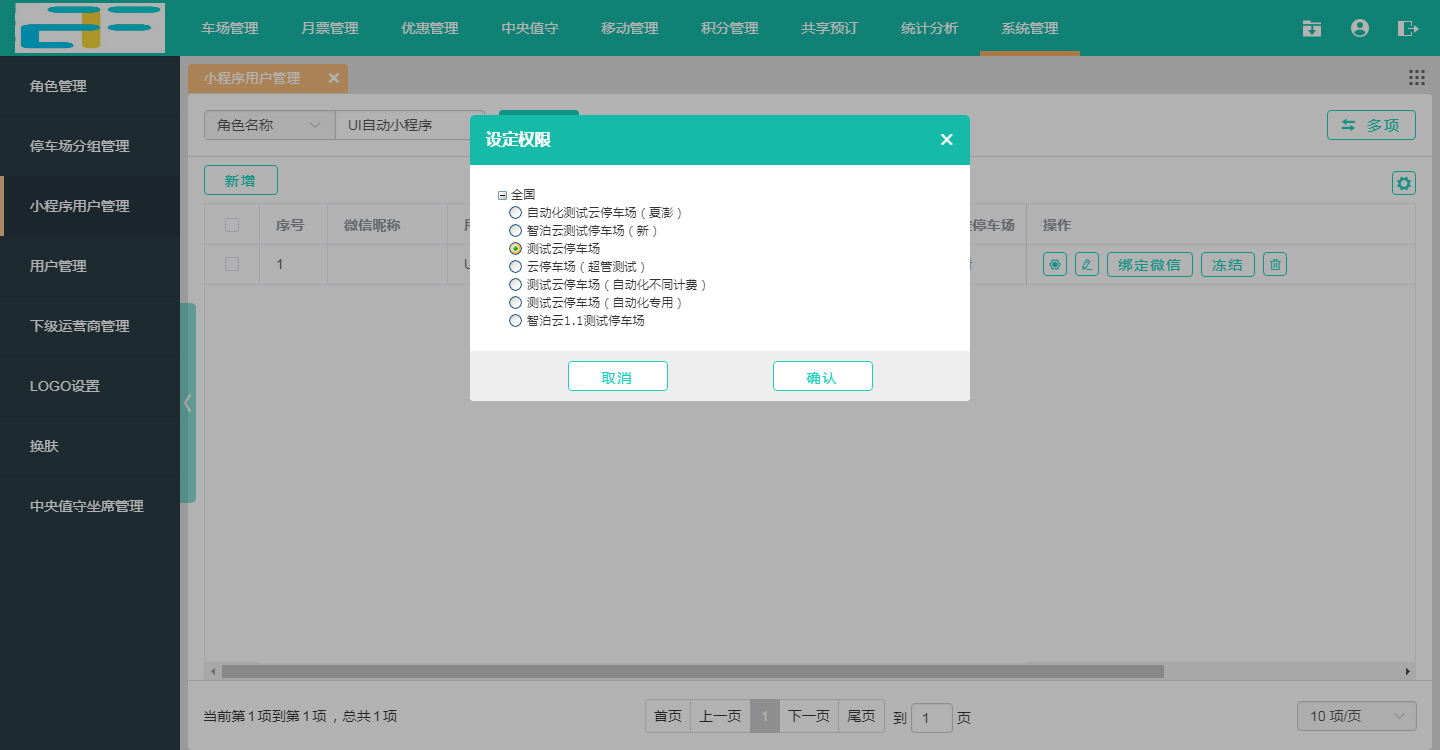 车场管理 月票管理 优惠管理 中央值守 移动管理 积分管理 共享预订 统计分析 系统管理
角色管理
停车场分组管理
小程序用户管理
用户管理
下级运营商管理
LOGO设置
换肤
中央值守坐席管理
小程序用户管理
角色名称 UI自动小程序 多项
新增
序号 微信昵称 停车场 操作
1 绑定微信 冻结
设定权限
全国
自动化测试云停车场（夏澎）
智泊云测试停车场（新）
测试云停车场
云停车场（超管测试）
测试云停车场（自动化不同计费）
测试云停车场（自动化专用）
智泊云1.1测试停车场
取消 确认
当前第1项到第1项，总共1项 首页 上一页 1 下一页 尾页 到 1 页 10 项/页